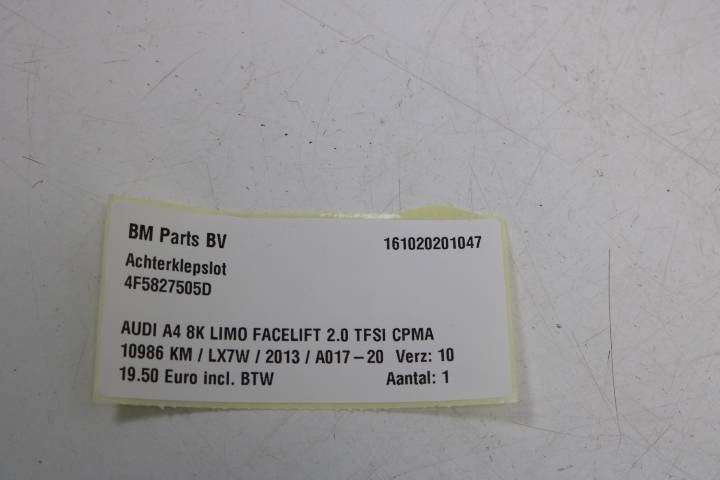 BM Parts BV 161020201047
Achterklepslot
4F5827505D
AUDI A4 8K LIMO FACELIFT 2.0 TFSI CPMA
10986 KM / LX7W / 2013 / A017-20 Verz: 10
19.50 Euro incl. BTW Aantal: 1